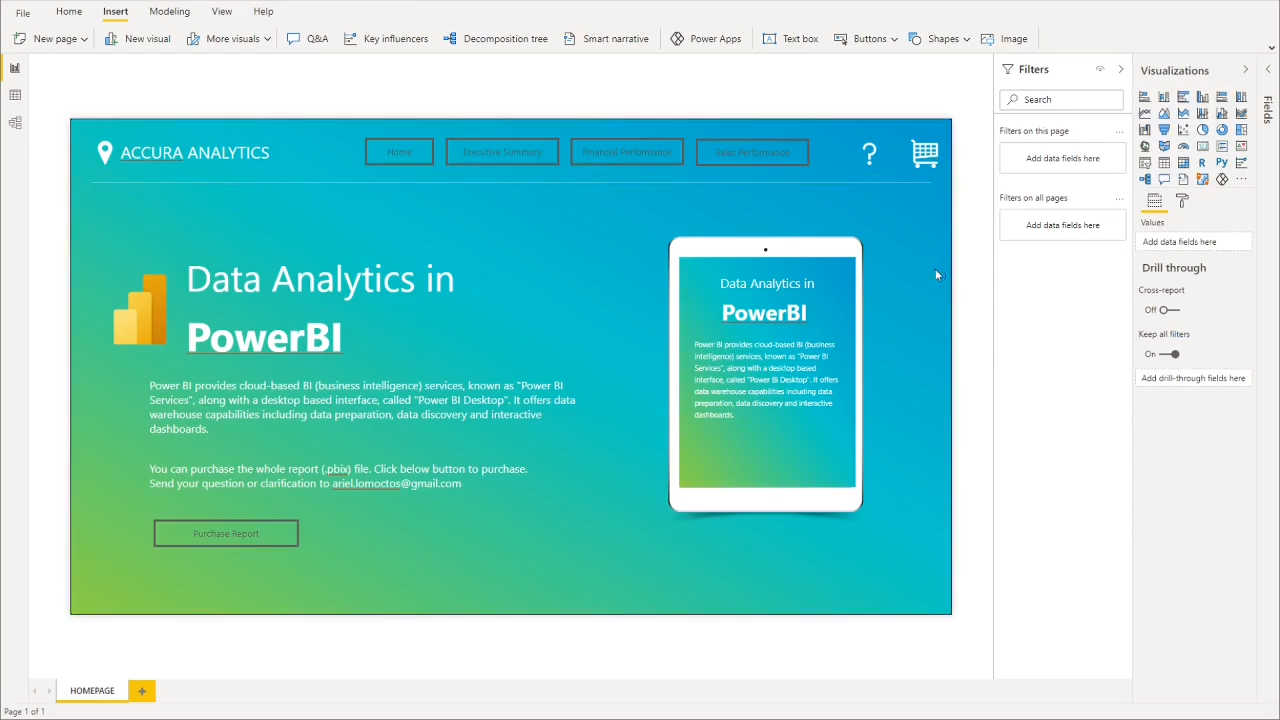 File Home Insert Modeling View Help
New page New visual More visuals Q&A Key influencers Decomposition tree Smart narrative Power Apps Text box Buttons Shapes Image
ACCURA ANALYTICS Home Executive Summary Financial Performance Sales Performance ?
Data Analytics in
PowerBI
Power BI provides cloud-based BI (business intelligence) services, known as "Power BI
Services", along with a desktop based interface, called "Power BI Desktop". It offers data
warehouse capabilities including data preparation, data discovery and interactive
dashboards.
You can purchase the whole report (.pbix) file. Click below button to purchase.
Send your question or clarification to ariel.lomoctos@gmail.com
Purchase Report
Data Analytics in
PowerBI
Power BI provides cloud-based BI (business
intelligence) services, known as "Power BI
Services", along with a desktop based
interface, called "Power BI Desktop". It offers
data warehouse capabilities including data
preparation, data discovery and interactive
dashboards.
Filters
Search
Filters on this page ...
Add data fields here
Filters on all pages ...
Add data fields here
Visualizations
R Py
...
Values
Add data fields here
Drill through
Cross-report
Off
Keep all filters
On
Add drill-through fields here
Fields
HOMEPAGE +
Page 1 of 1